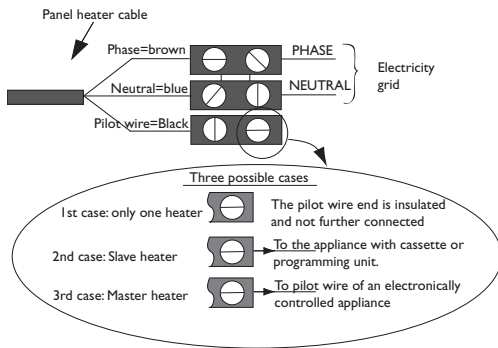 Panel heater cable
Phase=brown
PHASE
Neutral=blue
NEUTRAL
Electricity
grid
Pilot wire=Black
Three possible cases
1st case: only one heater
The pilot wire end is insulated
and not further connected
2nd case: Slave heater
To the appliance with cassette or
programming unit.
3rd case: Master heater
To pilot wire of an electronically
controlled appliance